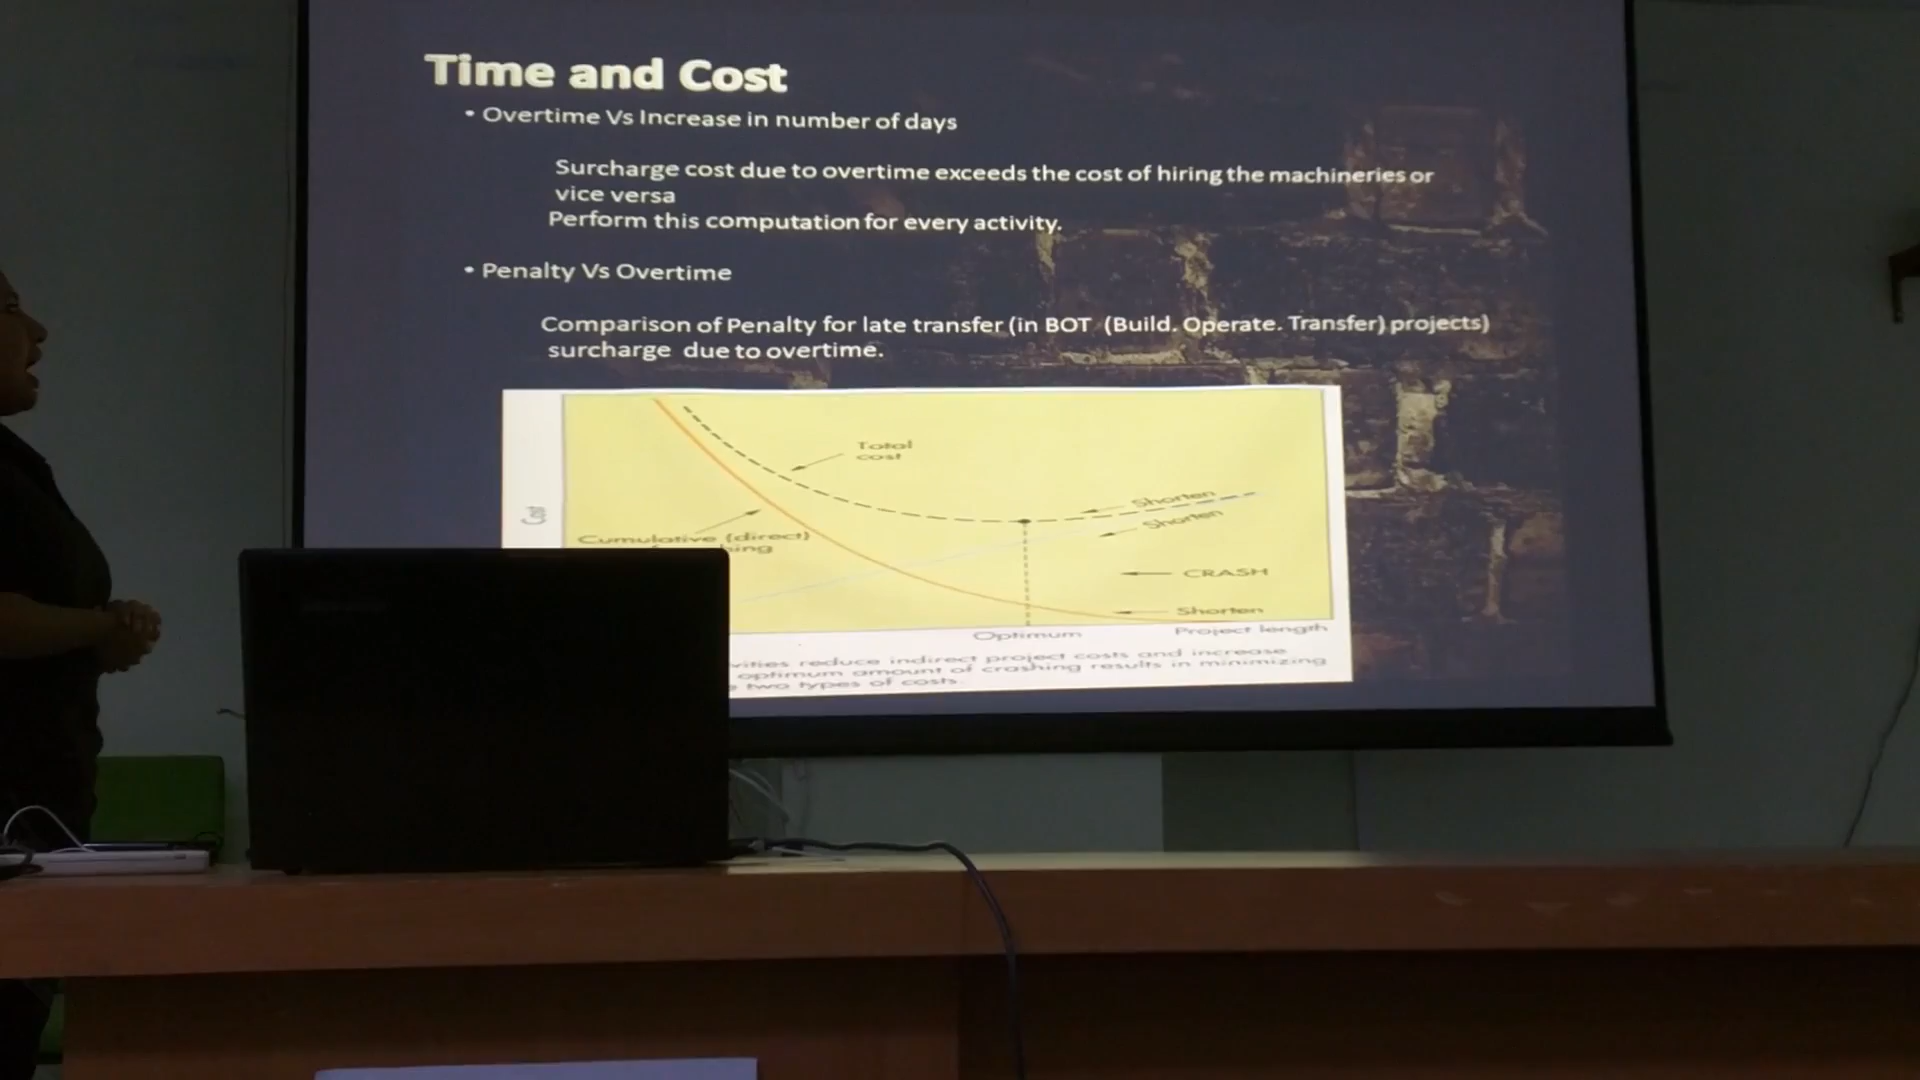 Time and Cost
• Overtime Vs Increase in number of days
Surcharge cost due to overtime exceeds the cost of hiring the machineries or
vice versa
Perform this computation for every activity.
• Penalty Vs Overtime
Comparison of Penalty for late transfer (in BOT (Build. Operate. Transfer) projects)
surcharge due to overtime.
Total
cost
Shorten
Shorten
Cost
Cumulative (direct)
CRASH
Shorten
Optimum
Project length
reduce indirect project costs and increase
optimum amount of crashing results in minimizing
two types of costs.